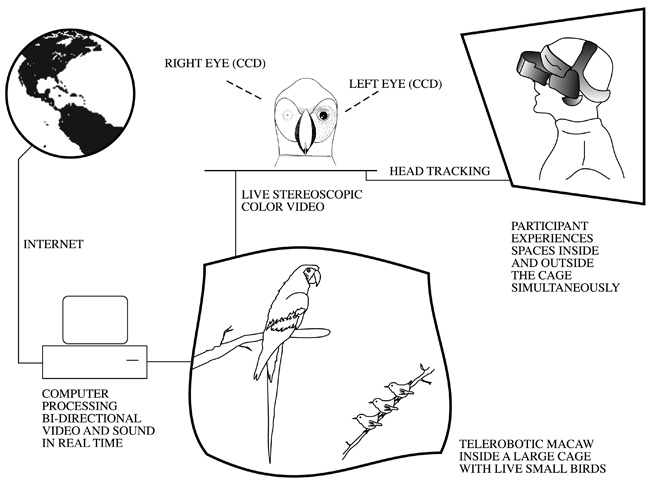 RIGHT EYE (CCD)
LEFT EYE (CCD)
HEAD TRACKING
LIVE STEREOSCOPIC
COLOR VIDEO
PARTICIPANT
EXPERIENCES
SPACES INSIDE
AND OUTSIDE
THE CAGE
SIMULTANEOUSLY
INTERNET
COMPUTER
PROCESSING
BI-DIRECTIONAL
VIDEO AND SOUND
IN REAL TIME
TELEROBOTIC MACAW
INSIDE A LARGE CAGE
WITH LIVE SMALL BIRDS